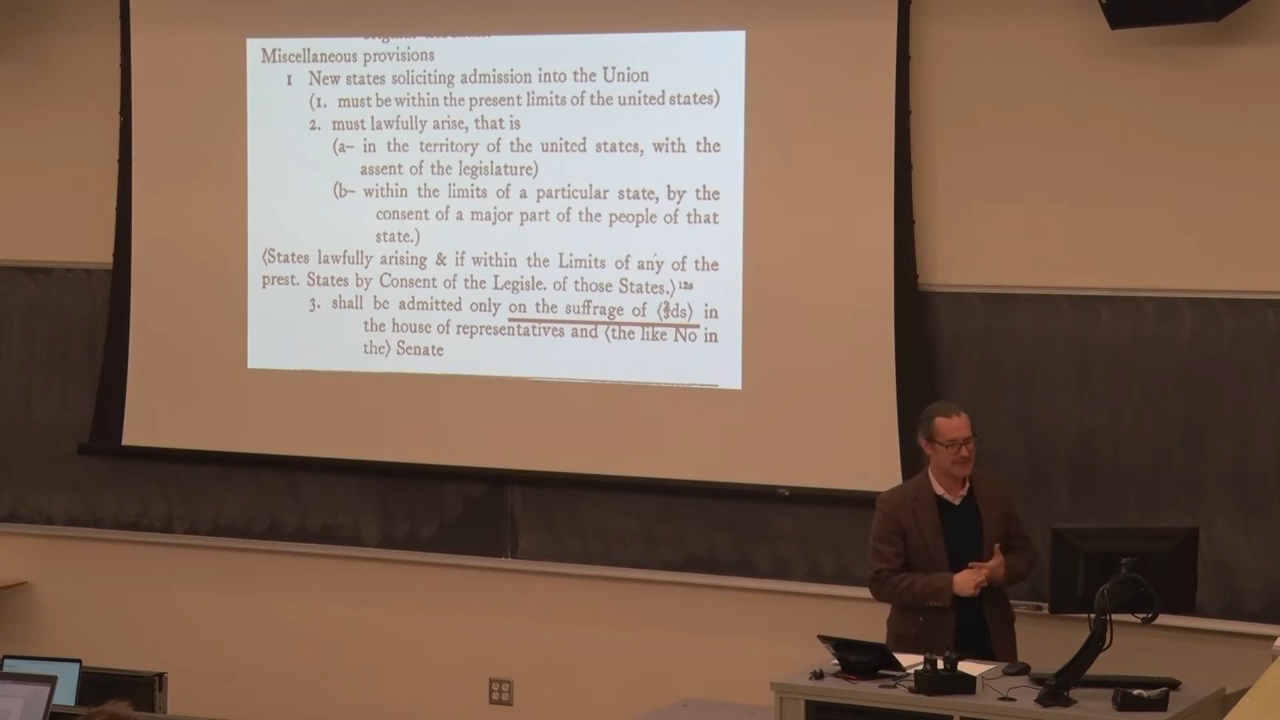 Miscellaneous provisions
1 New states soliciting admission into the Union
(1. must be within the present limits of the united states)
2. must lawfully arise, that is
(a– in the territory of the united states, with the
assent of the legislature)
(b– within the limits of a particular state, by the
consent of a major part of the people of that
state.)
⟨States lawfully arising & if within the Limits of any of the
prest. States by Consent of the Legisle. of those States.⟩¹²ᵃ
3. shall be admitted only on the suffrage of ⟨⅔ds⟩ in
the house of representatives and ⟨the like No in
the⟩ Senate